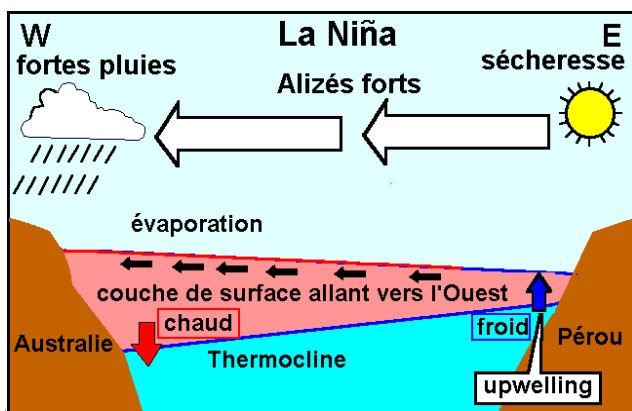 W
La Niña
E
fortes pluies
sécheresse
Alizés forts
évaporation
couche de surface allant vers l'Ouest
chaud
froid
Australie
Thermocline
Pérou
upwelling